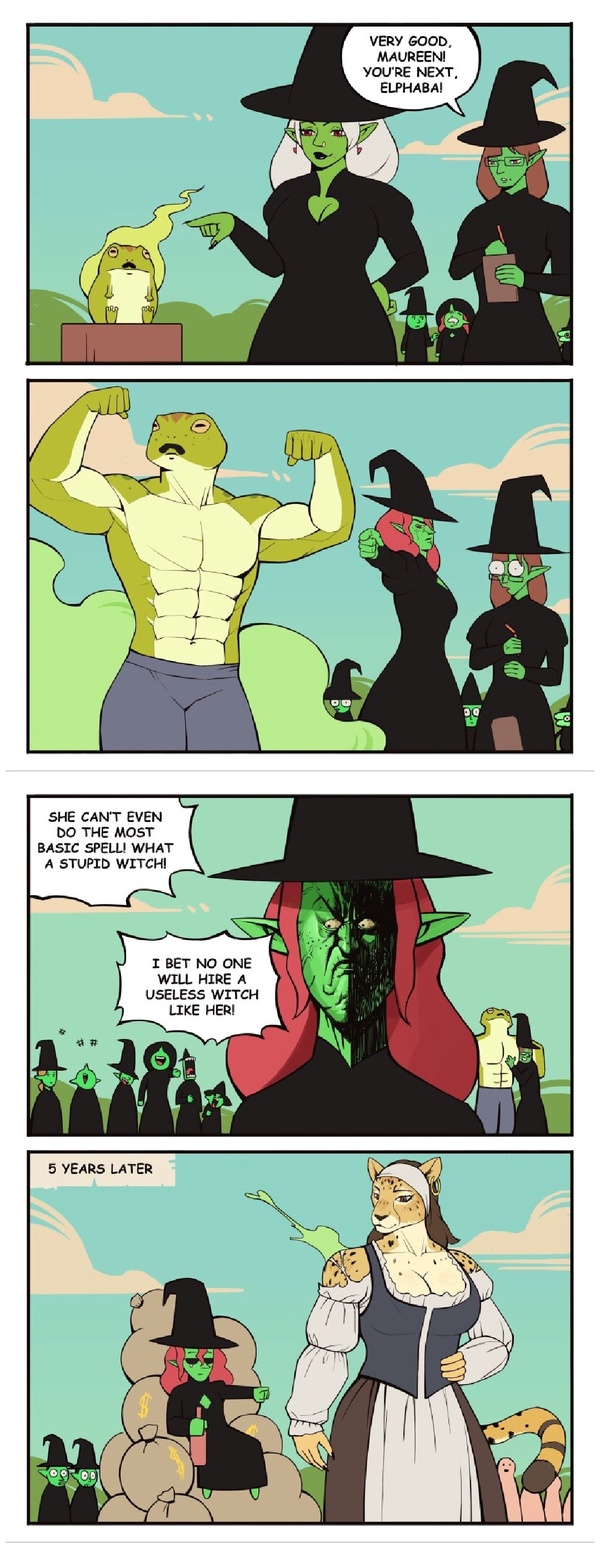 VERY GOOD,
MAUREEN!
YOU'RE NEXT,
ELPHABA!
SHE CAN'T EVEN
DO THE MOST
BASIC SPELL! WHAT
A STUPID WITCH!
I BET NO ONE
WILL HIRE A
USELESS WITCH
LIKE HER!
# # #
5 YEARS LATER
$
$
$